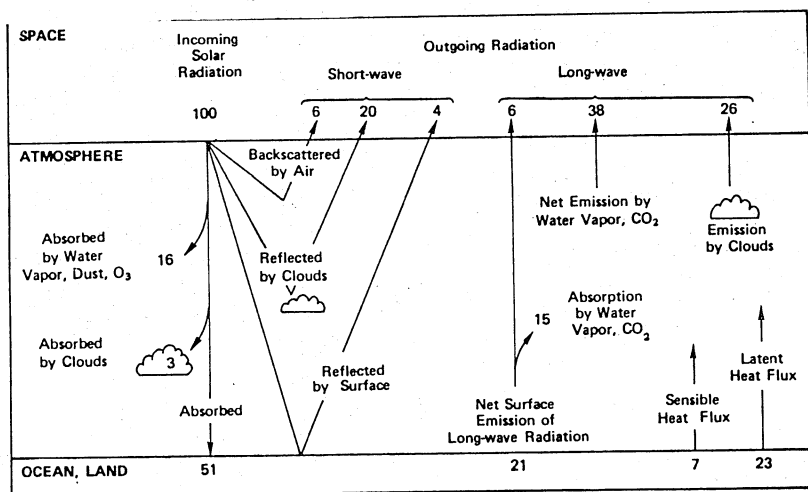 SPACE
Incoming
Solar
Radiation
Outgoing Radiation
Short-wave
Long-wave
100
6
20
4
6
38
26
ATMOSPHERE
Backscattered
by Air
Net Emission by
Water Vapor, CO2
Emission
by Clouds
Absorbed
by Water
Vapor, Dust, O3
16
Reflected
by Clouds
15
Absorption
by Water
Vapor, CO2
Absorbed
by Clouds
3
Reflected
by Surface
Latent
Heat Flux
Absorbed
Net Surface
Emission of
Long-wave Radiation
Sensible
Heat Flux
OCEAN, LAND
51
21
7
23